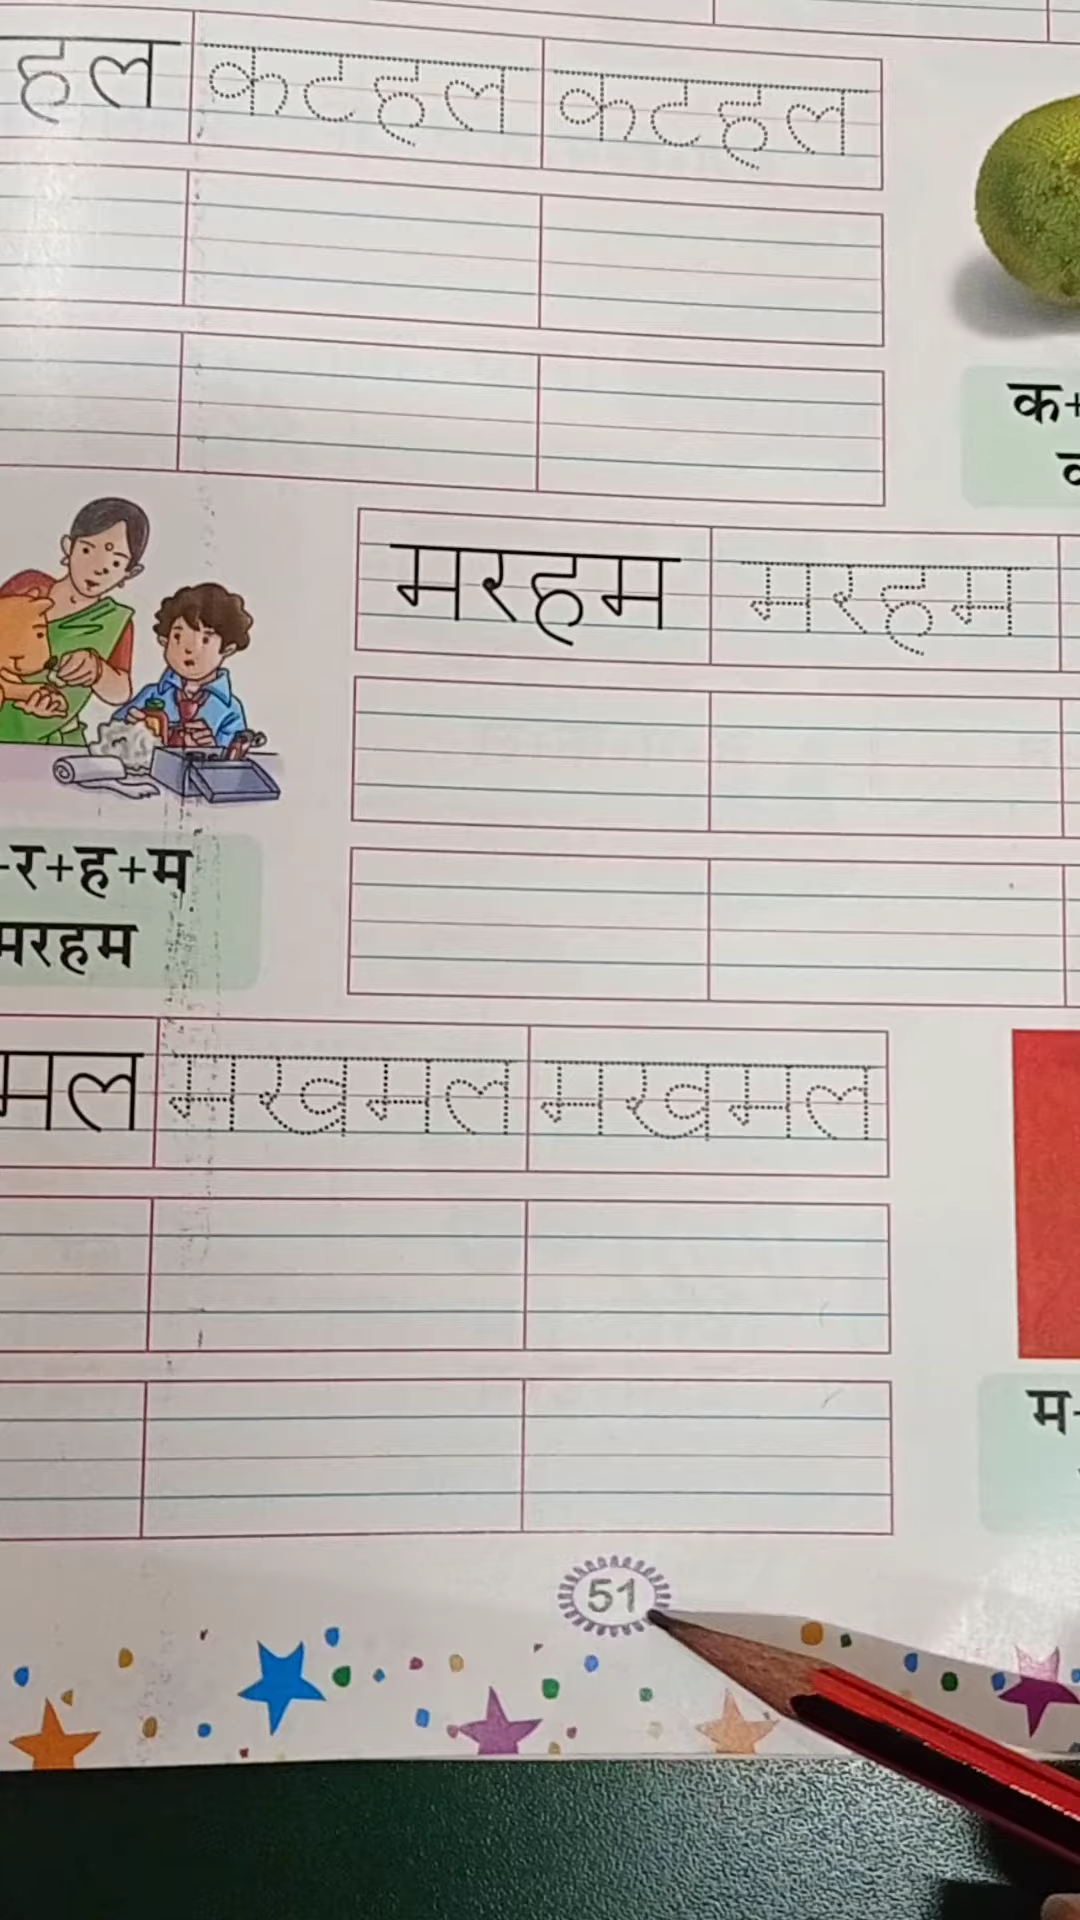 हल कटहल कटहल
क+
मरहम मरहम
र+ह+म
मरहम
मल मखमल मखमल
म
51